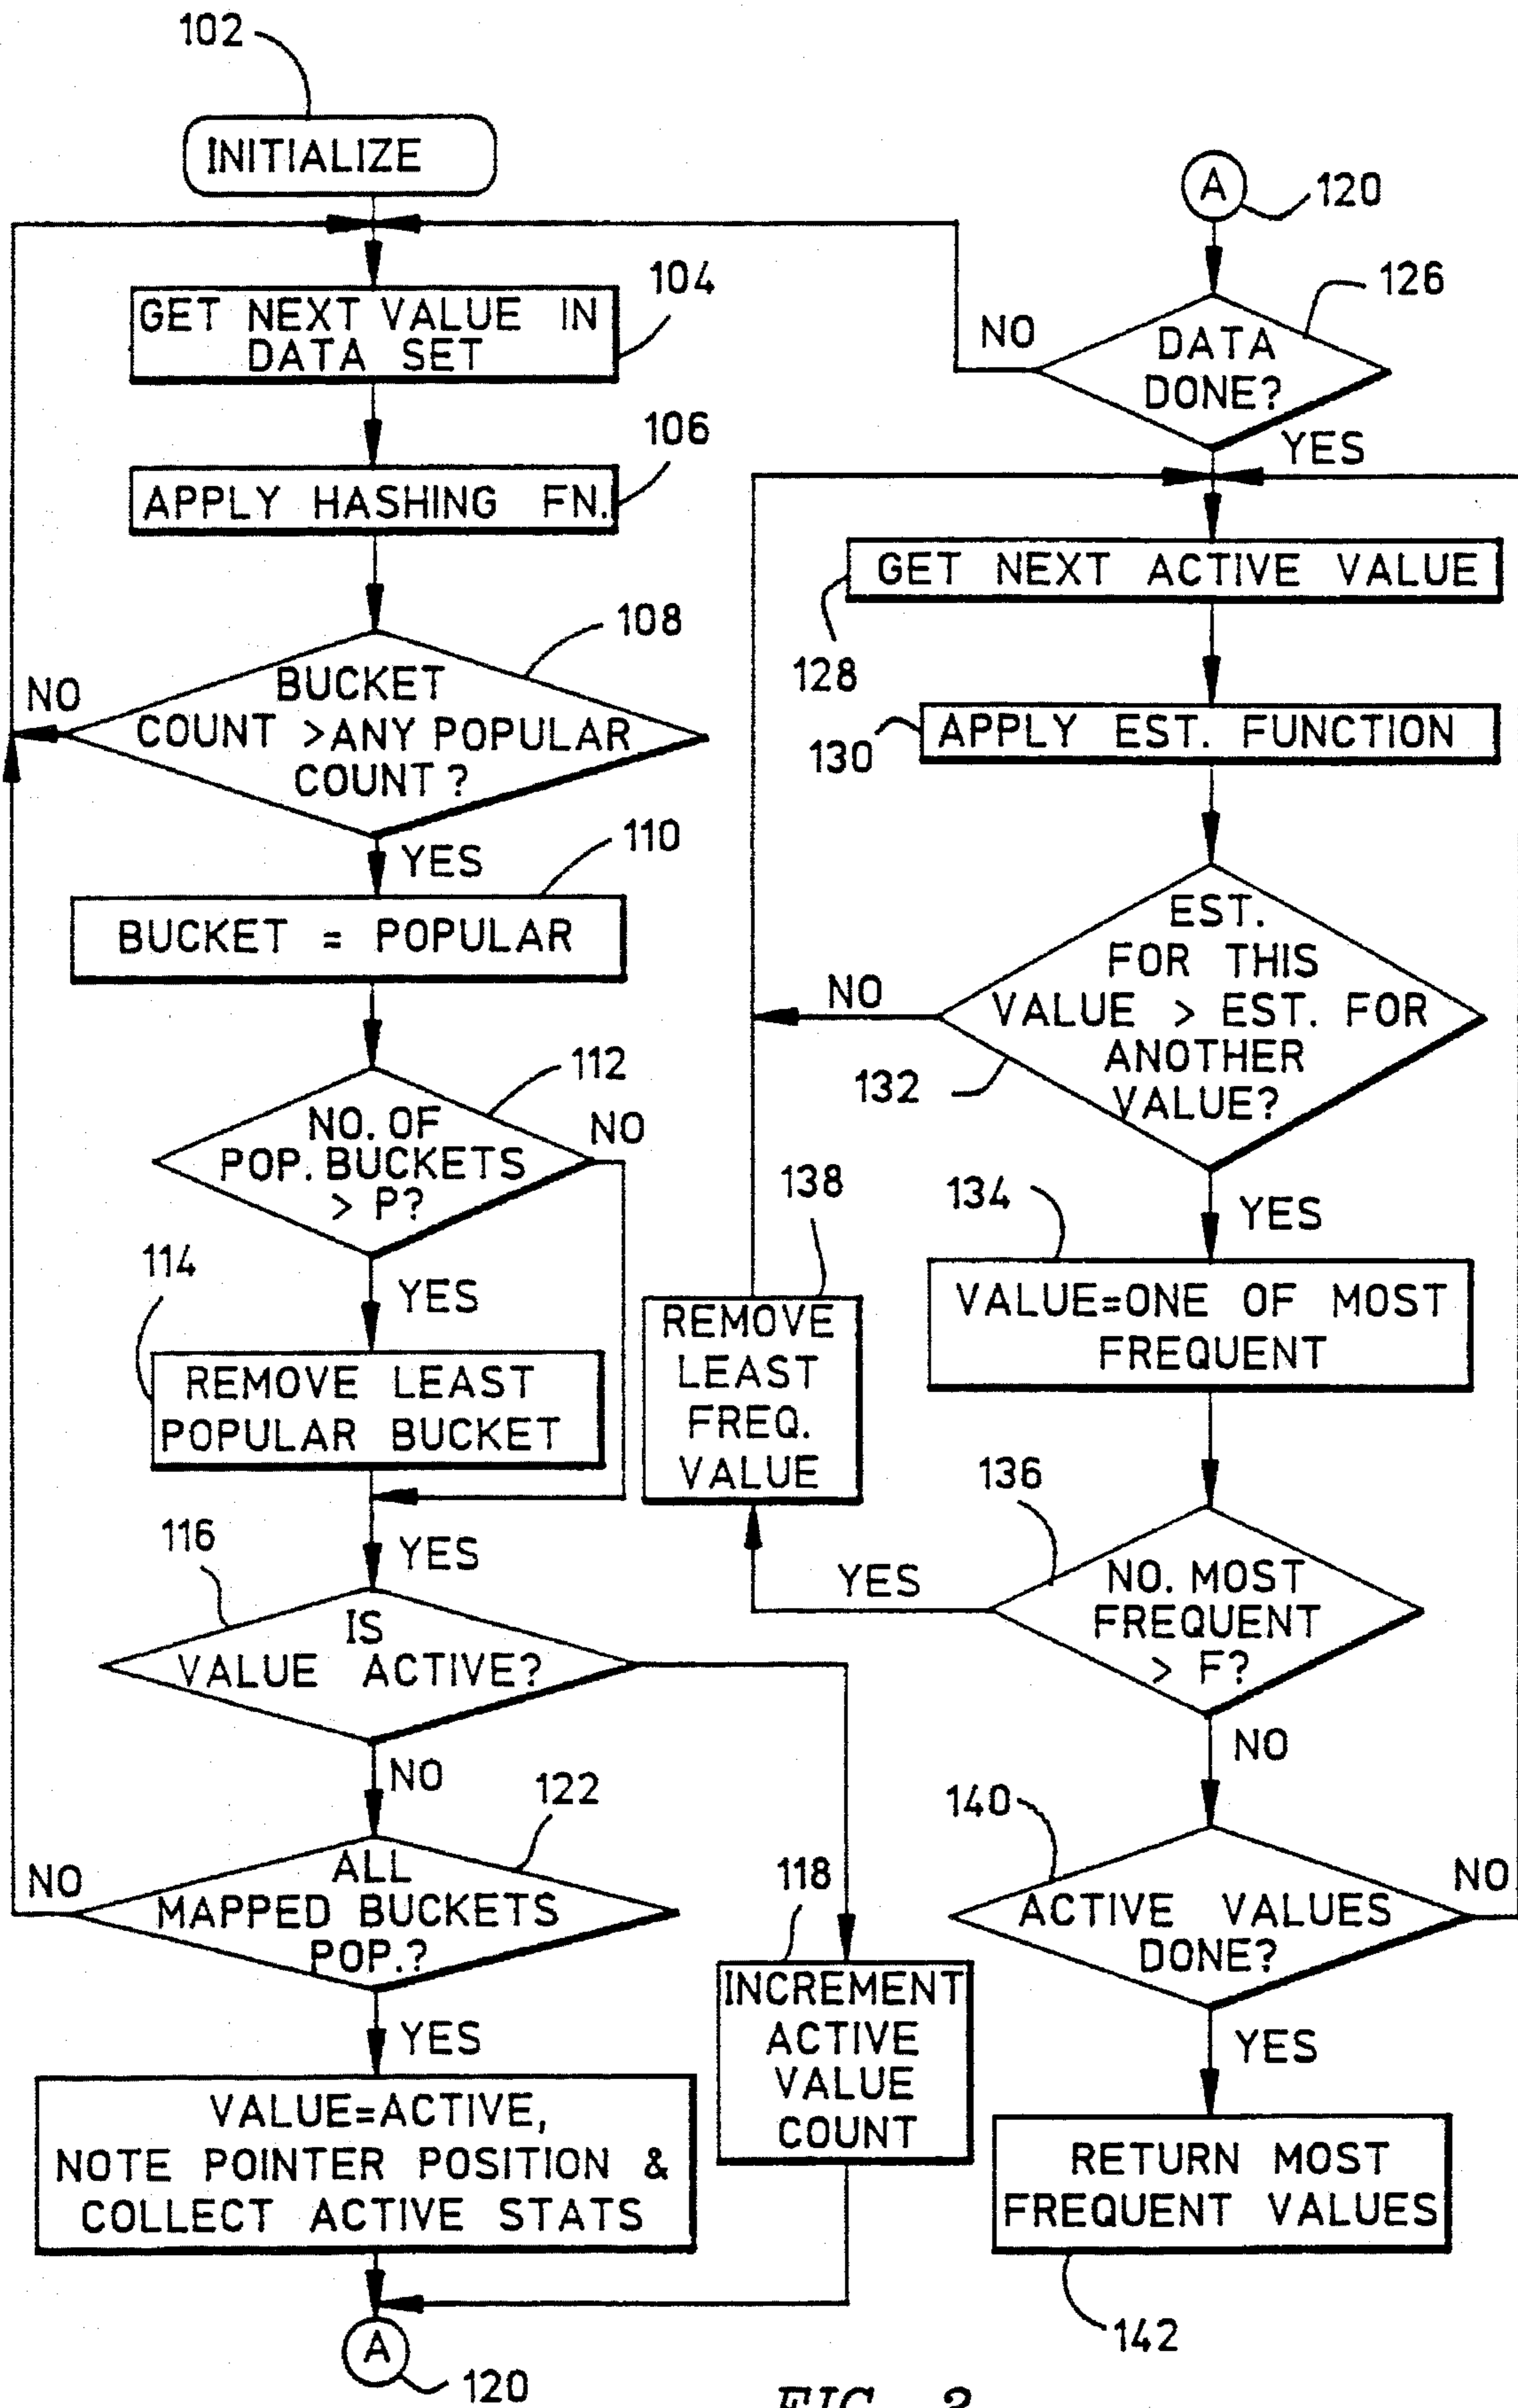 102
INITIALIZE
104
GET NEXT VALUE IN
DATA SET
106
APPLY HASHING FN.
108
BUCKET
COUNT >ANY POPULAR
COUNT?
NO
YES
110
BUCKET = POPULAR
112
NO. OF
POP. BUCKETS
> P?
NO
YES
114
REMOVE LEAST
POPULAR BUCKET
YES
116
IS
VALUE ACTIVE?
NO
122
ALL
MAPPED BUCKETS
POP.?
NO
YES
118
INCREMENT
ACTIVE
VALUE
COUNT
VALUE=ACTIVE,
NOTE POINTER POSITION &
COLLECT ACTIVE STATS
A
120
A
120
126
DATA
DONE?
NO
YES
GET NEXT ACTIVE VALUE
128
APPLY EST. FUNCTION
130
EST.
FOR THIS
VALUE > EST. FOR
ANOTHER
VALUE?
132
NO
YES
134
VALUE=ONE OF MOST
FREQUENT
138
REMOVE
LEAST
FREQ.
VALUE
136
NO. MOST
FREQUENT
> F?
YES
NO
140
ACTIVE VALUES
DONE?
NO
YES
RETURN MOST
FREQUENT VALUES
142